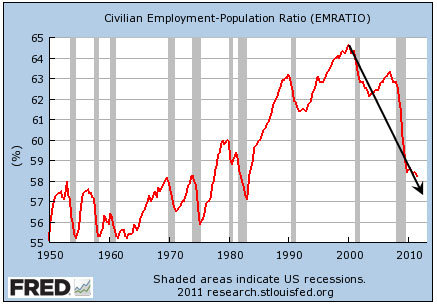 Civilian Employment-Population Ratio (EMRATIO)
65
64
63
62
61
60
59
58
57
56
55
(%)
1950 1960 1970 1980 1990 2000 2010
FRED
Shaded areas indicate US recessions.
2011 research.stlouisfed.org